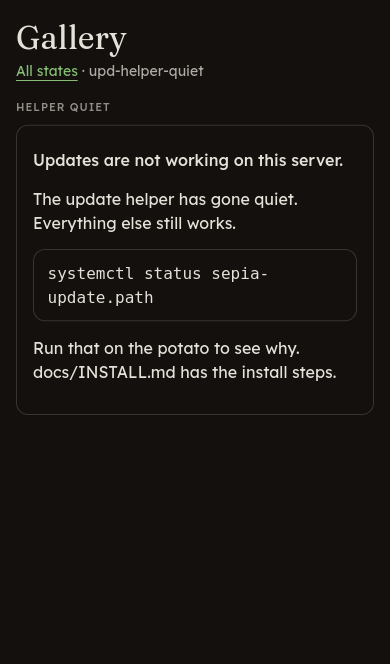 Gallery
All states · upd-helper-quiet
HELPER QUIET
Updates are not working on this server.
The update helper has gone quiet.
Everything else still works.
systemctl status sepia-
update.path
Run that on the potato to see why.
docs/INSTALL.md has the install steps.